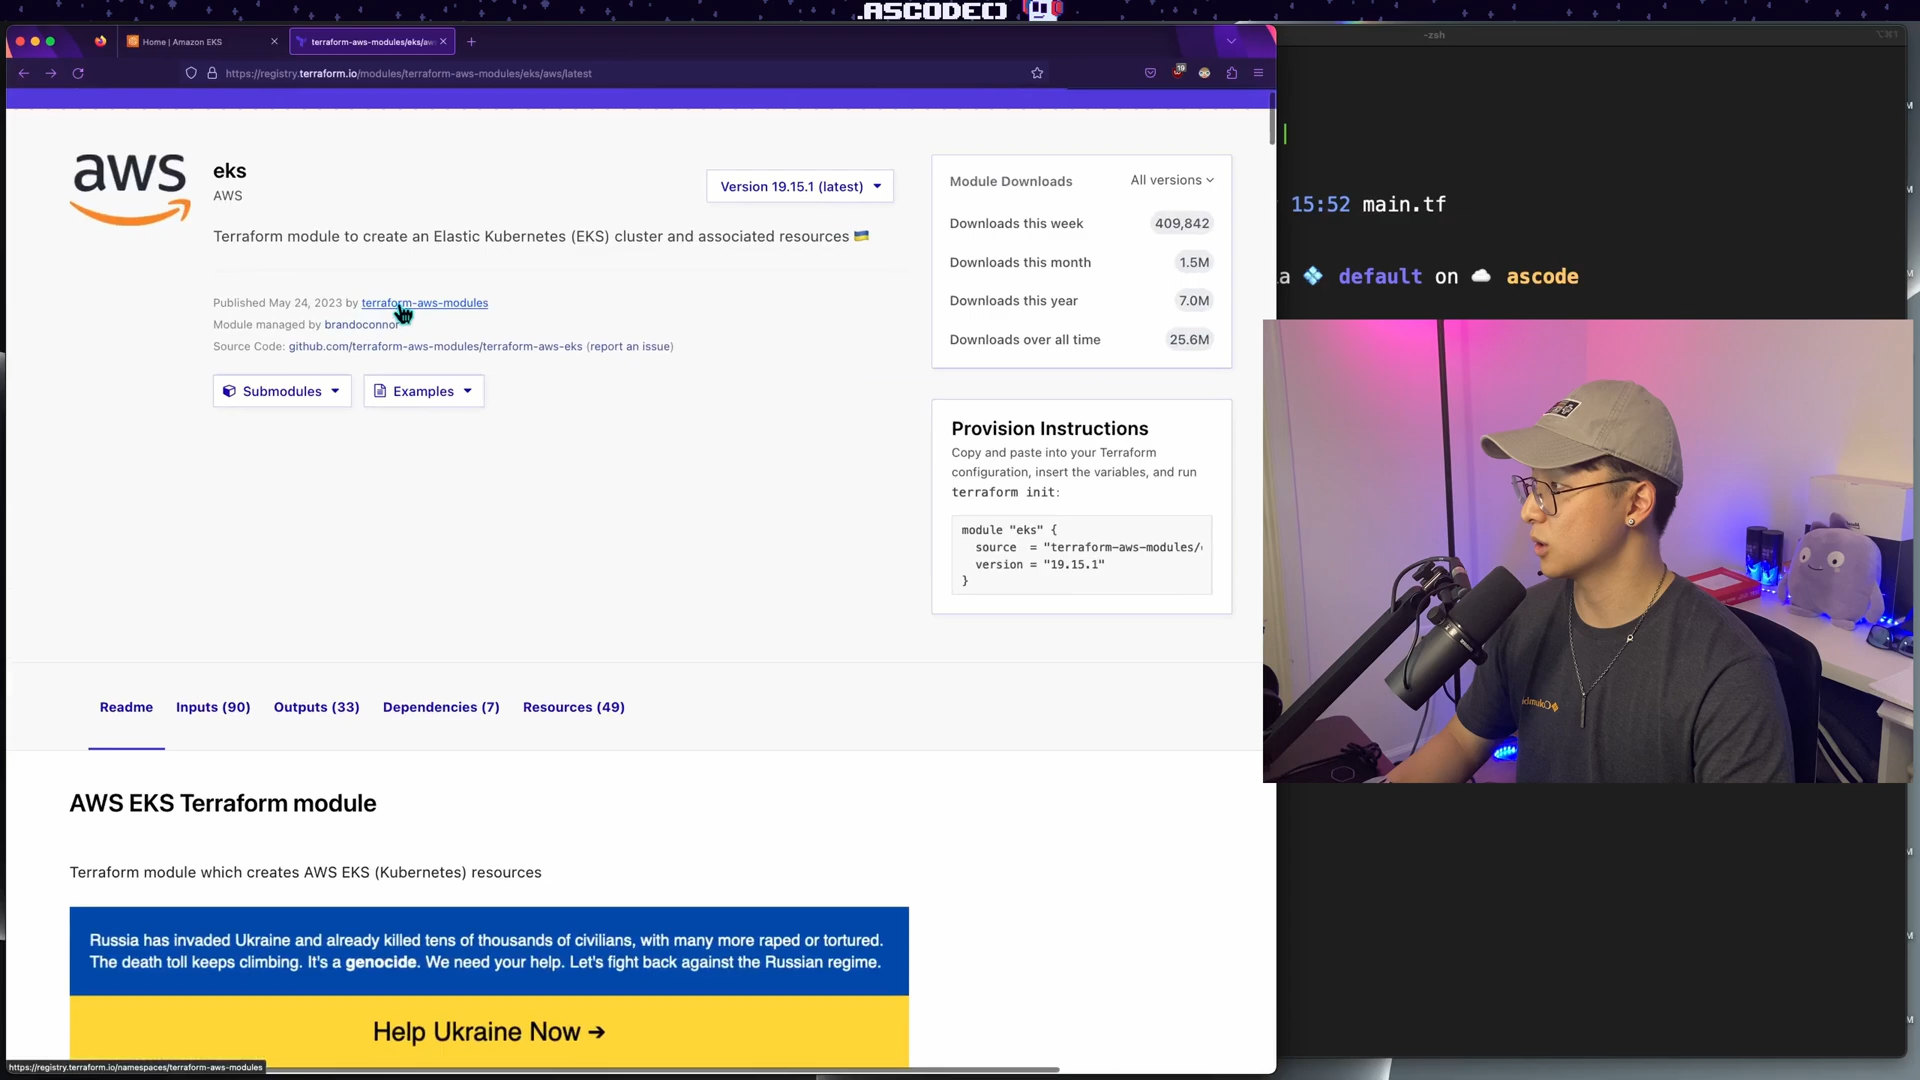 .ASCODE()
Home | Amazon EKS
terraform-aws-modules/eks/aw
https://registry.terraform.io/modules/terraform-aws-modules/eks/aws/latest
19
-zsh
aws
eks
AWS
Version 19.15.1 (latest)
Terraform module to create an Elastic Kubernetes (EKS) cluster and associated resources 🇺🇦
Published May 24, 2023 by terraform-aws-modules
Module managed by brandoconnor
Source Code: github.com/terraform-aws-modules/terraform-aws-eks (report an issue)
Submodules
Examples
Module Downloads
All versions
Downloads this week 409,842
Downloads this month 1.5M
Downloads this year 7.0M
Downloads over all time 25.6M
Provision Instructions
Copy and paste into your Terraform
configuration, insert the variables, and run
terraform init:
module "eks" {
source = "terraform-aws-modules/
version = "19.15.1"
}
15:52 main.tf
default on ascode
Columbia
Readme
Inputs (90)
Outputs (33)
Dependencies (7)
Resources (49)
AWS EKS Terraform module
Terraform module which creates AWS EKS (Kubernetes) resources
Russia has invaded Ukraine and already killed tens of thousands of civilians, with many more raped or tortured.
The death toll keeps climbing. It's a genocide. We need your help. Let's fight back against the Russian regime.
Help Ukraine Now →
https://registry.terraform.io/namespaces/terraform-aws-modules